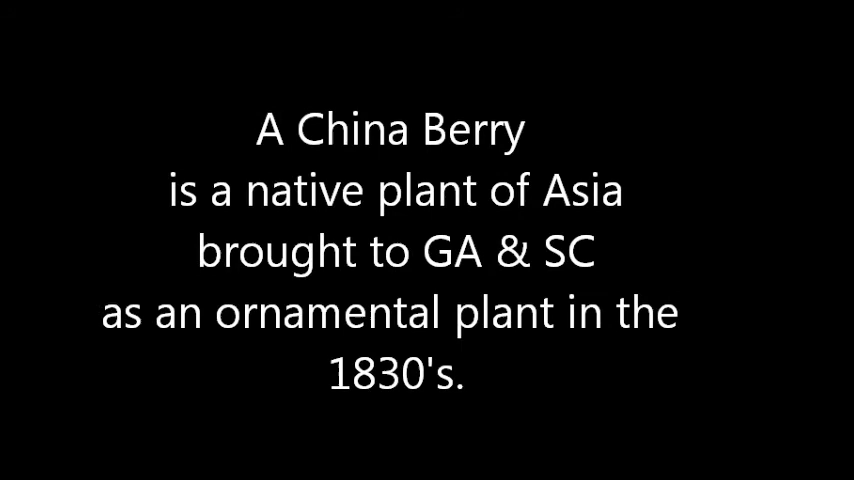 A China Berry
is a native plant of Asia
brought to GA & SC
as an ornamental plant in the
1830's.